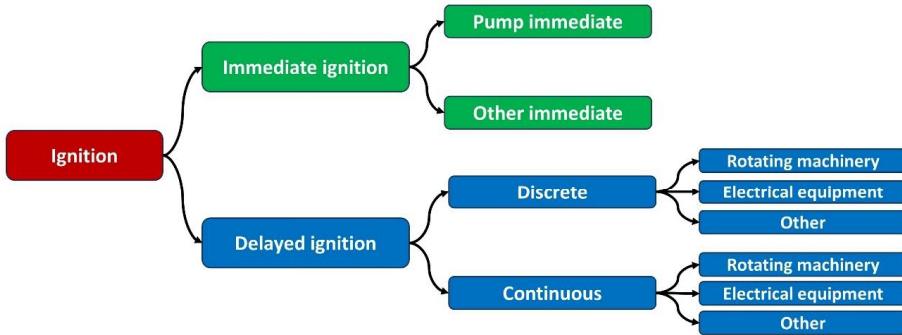 Pump immediate
Immediate ignition
Other immediate
Ignition
Rotating machinery
Discrete
Electrical equipment
Other
Delayed ignition
Rotating machinery
Continuous
Electrical equipment
Other